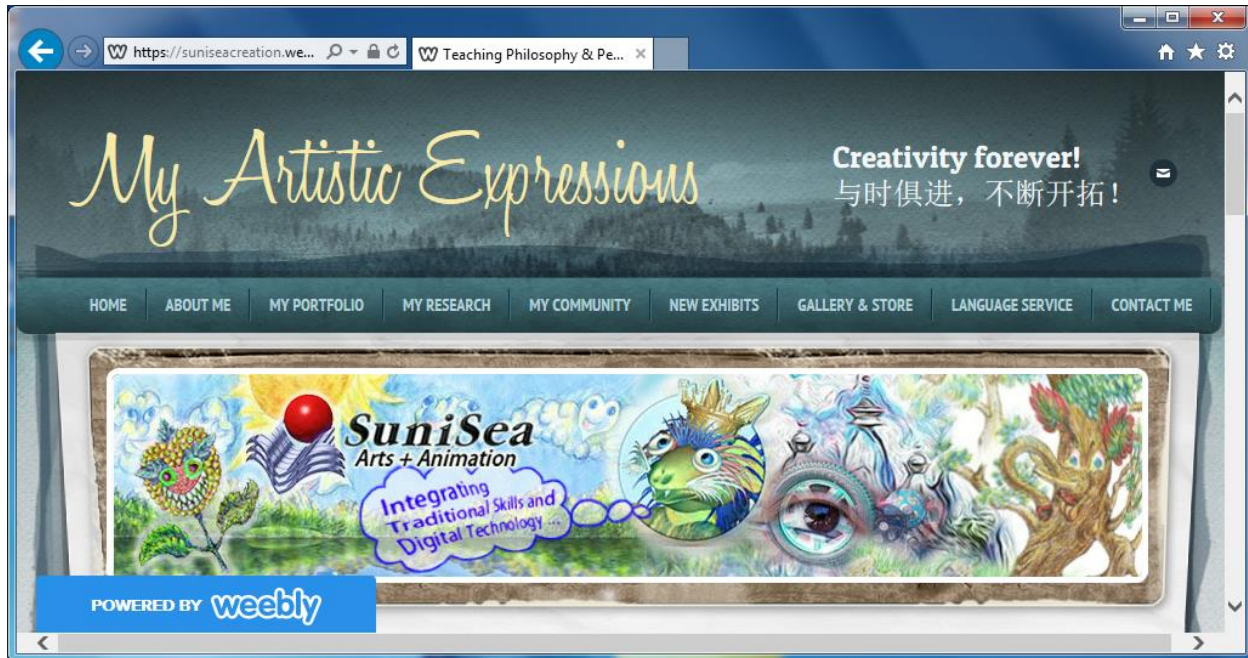 https://suniseacreation.we...
Teaching Philosophy & Pe...
My Artistic Expressions
Creativity forever!
与时俱进，不断开拓！
HOME ABOUT ME MY PORTFOLIO MY RESEARCH MY COMMUNITY NEW EXHIBITS GALLERY & STORE LANGUAGE SERVICE CONTACT ME
SuniSea
Arts + Animation
Integrating
Traditional Skills and
Digital Technology ...
POWERED BY weebly